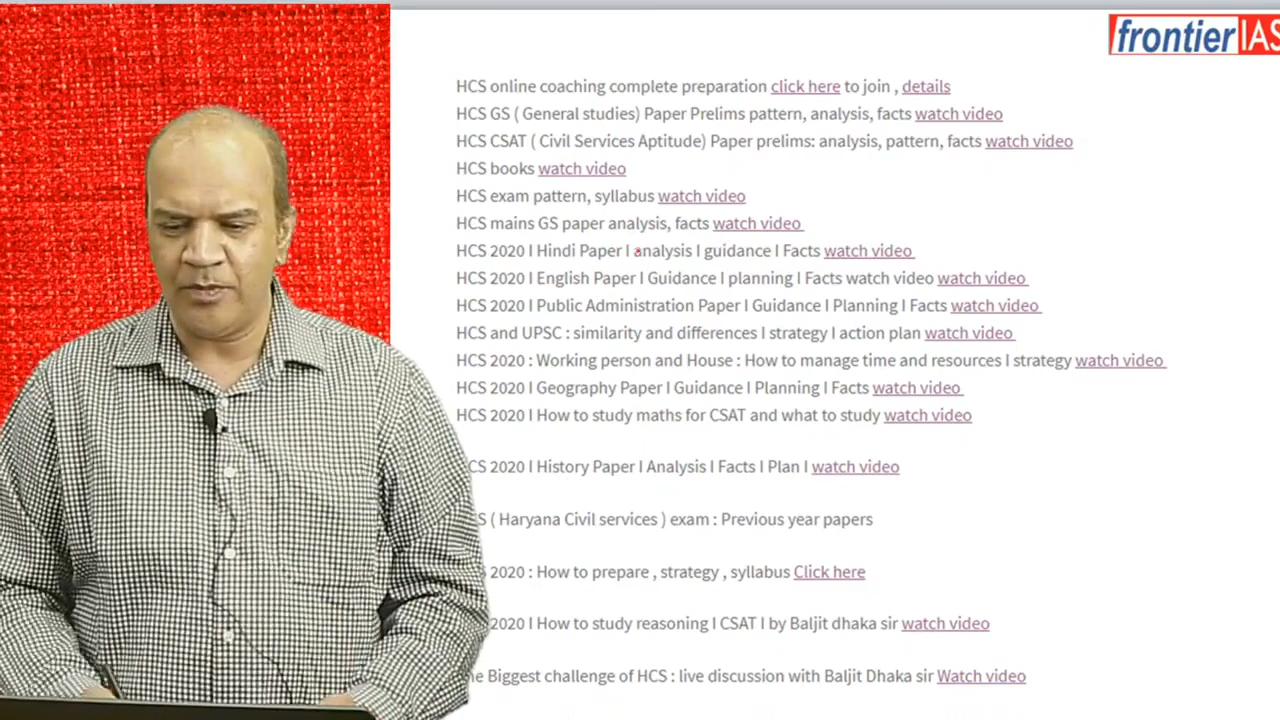 frontier IAS
HCS online coaching complete preparation click here to join , details
HCS GS ( General studies) Paper Prelims pattern, analysis, facts watch video
HCS CSAT ( Civil Services Aptitude) Paper prelims: analysis, pattern, facts watch video
HCS books watch video
HCS exam pattern, syllabus watch video
HCS mains GS paper analysis, facts watch video
HCS 2020 I Hindi Paper I analysis I guidance I Facts watch video
HCS 2020 I English Paper I Guidance I planning I Facts watch video watch video
HCS 2020 I Public Administration Paper I Guidance I Planning I Facts watch video
HCS and UPSC : similarity and differences I strategy I action plan watch video
HCS 2020 : Working person and House : How to manage time and resources I strategy watch video
HCS 2020 I Geography Paper I Guidance I Planning I Facts watch video
HCS 2020 I How to study maths for CSAT and what to study watch video
CS 2020 I History Paper I Analysis I Facts I Plan I watch video
S ( Haryana Civil services ) exam : Previous year papers
2020 : How to prepare , strategy , syllabus Click here
2020 I How to study reasoning I CSAT I by Baljit dhaka sir watch video
e Biggest challenge of HCS : live discussion with Baljit Dhaka sir Watch video